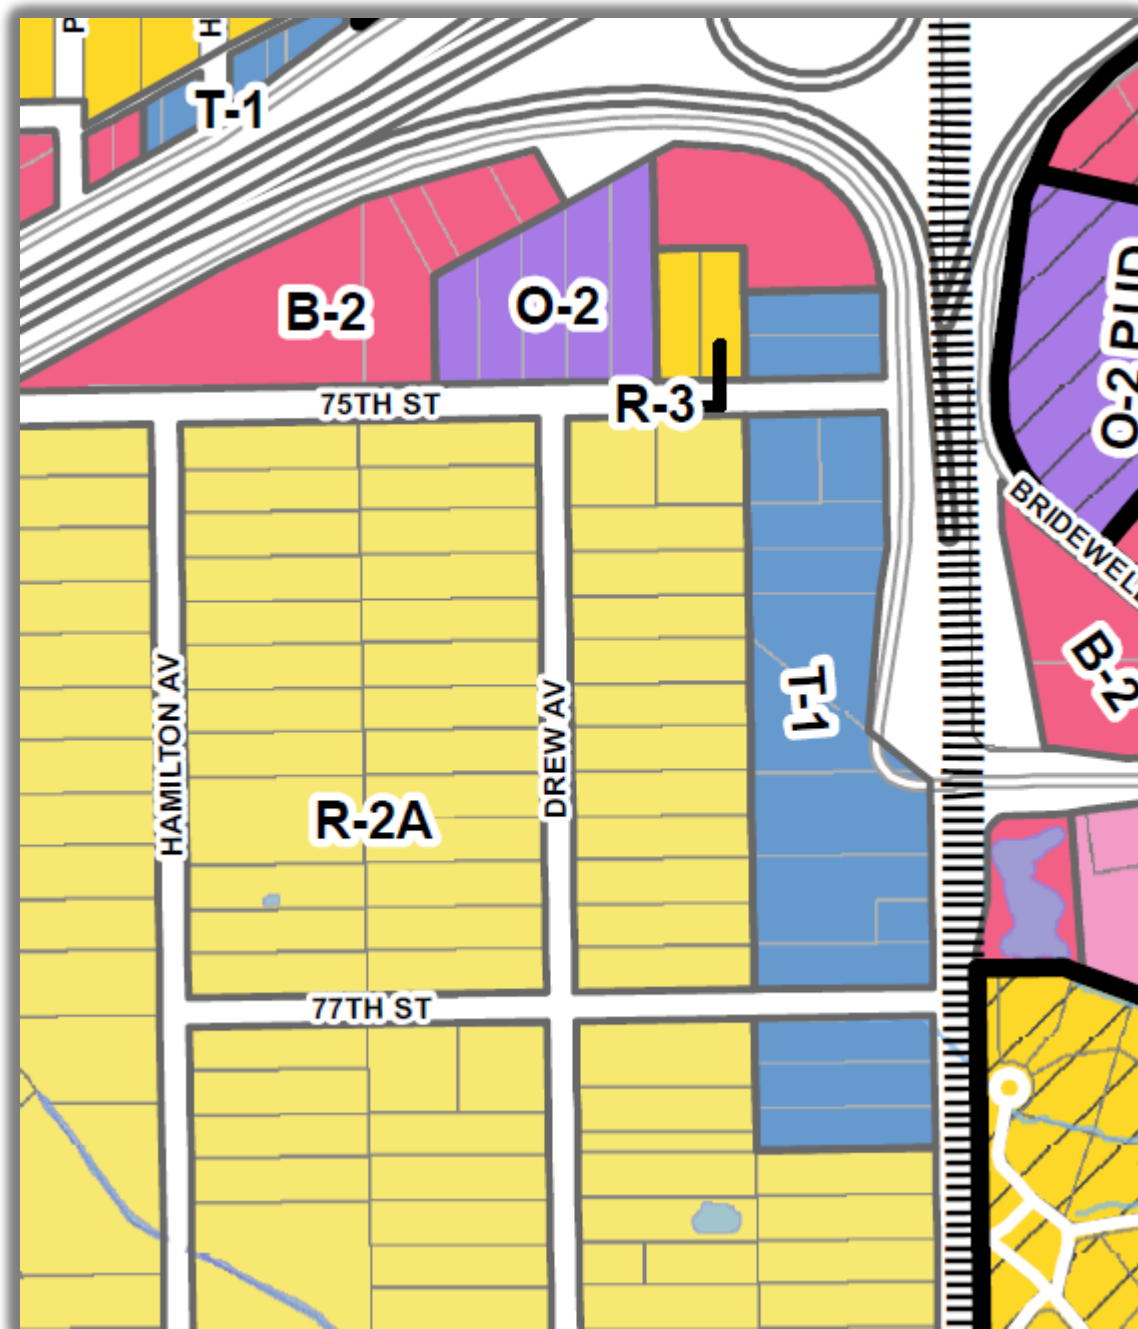 P
H
T-1
O-2 PUD
B-2
O-2
75TH ST
R-3
BRIDEWELL
T-1
B-2
HAMILTON AV
DREW AV
R-2A
77TH ST